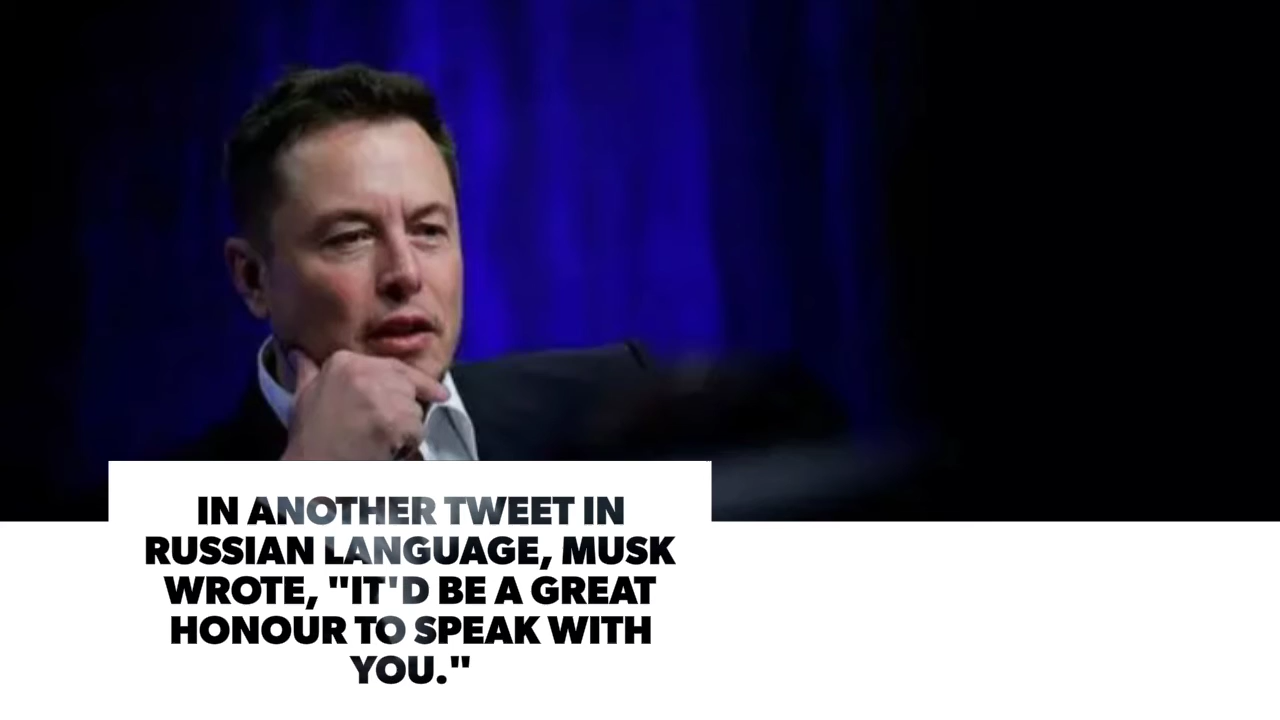 IN ANOTHER TWEET IN
RUSSIAN LANGUAGE, MUSK
WROTE, "IT'D BE A GREAT
HONOUR TO SPEAK WITH
YOU."